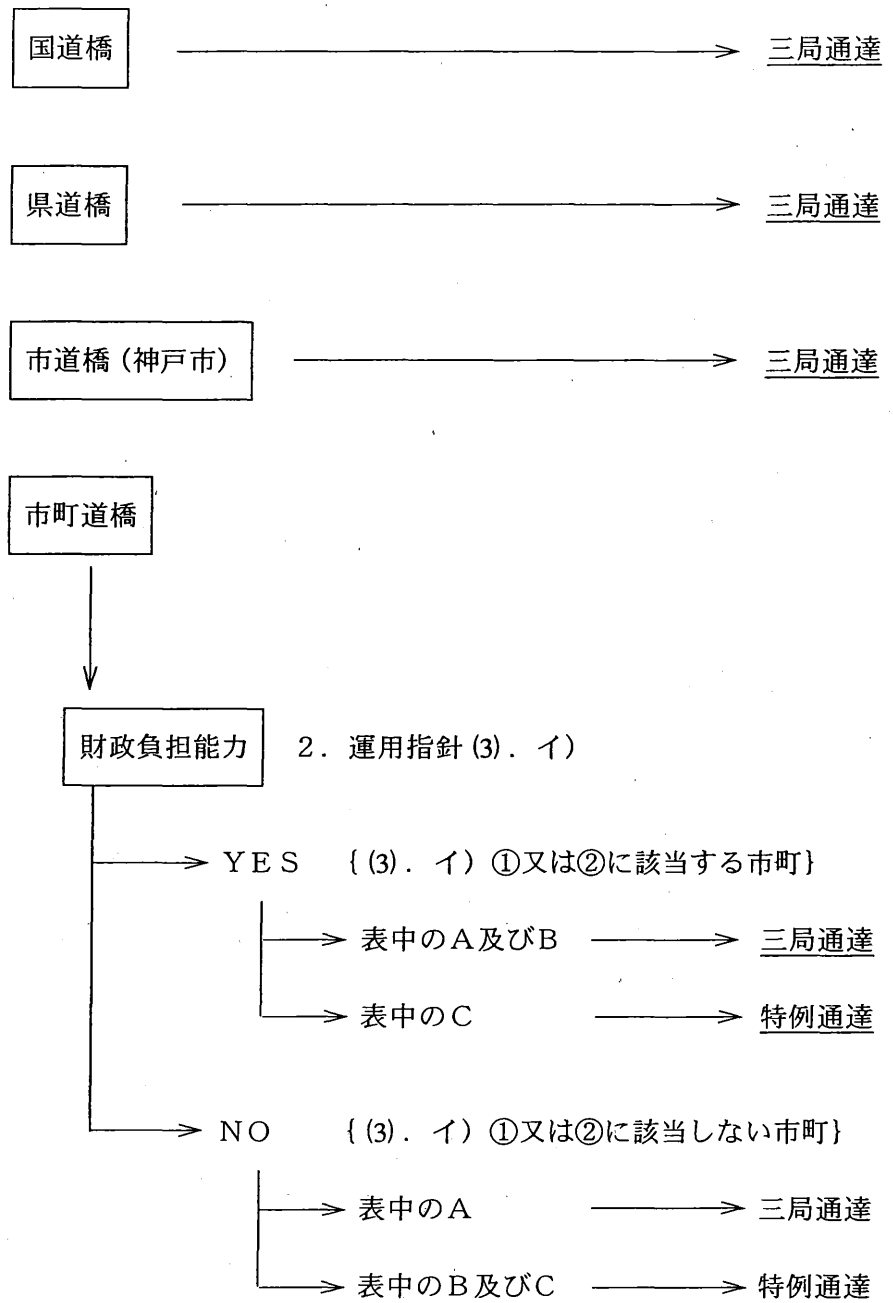 国道橋 三局通達
県道橋 三局通達
市道橋(神戸市) 三局通達
市町道橋
財政負担能力 2.運用指針(3).イ)
YES {(3).イ)①又は②に該当する市町}
表中のA及びB 三局通達
表中のC 特例通達
NO {(3).イ)①又は②に該当しない市町}
表中のA 三局通達
表中のB及びC 特例通達